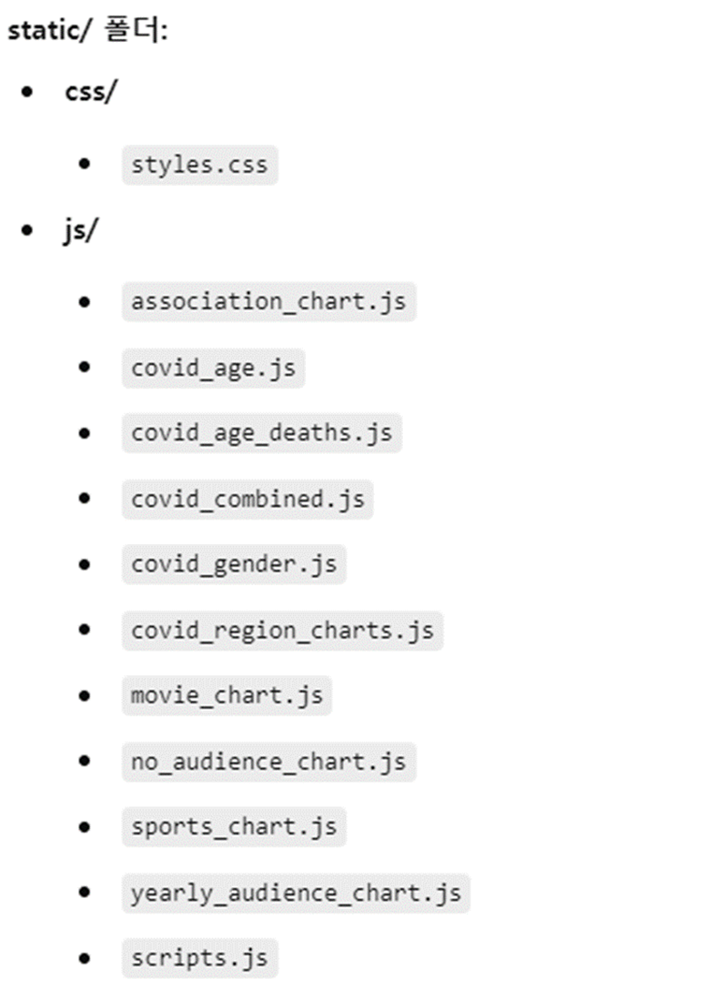 static/ 폴더:
css/
styles.css
js/
association_chart.js
covid_age.js
covid_age_deaths.js
covid_combined.js
covid_gender.js
covid_region_charts.js
movie_chart.js
no_audience_chart.js
sports_chart.js
yearly_audience_chart.js
scripts.js